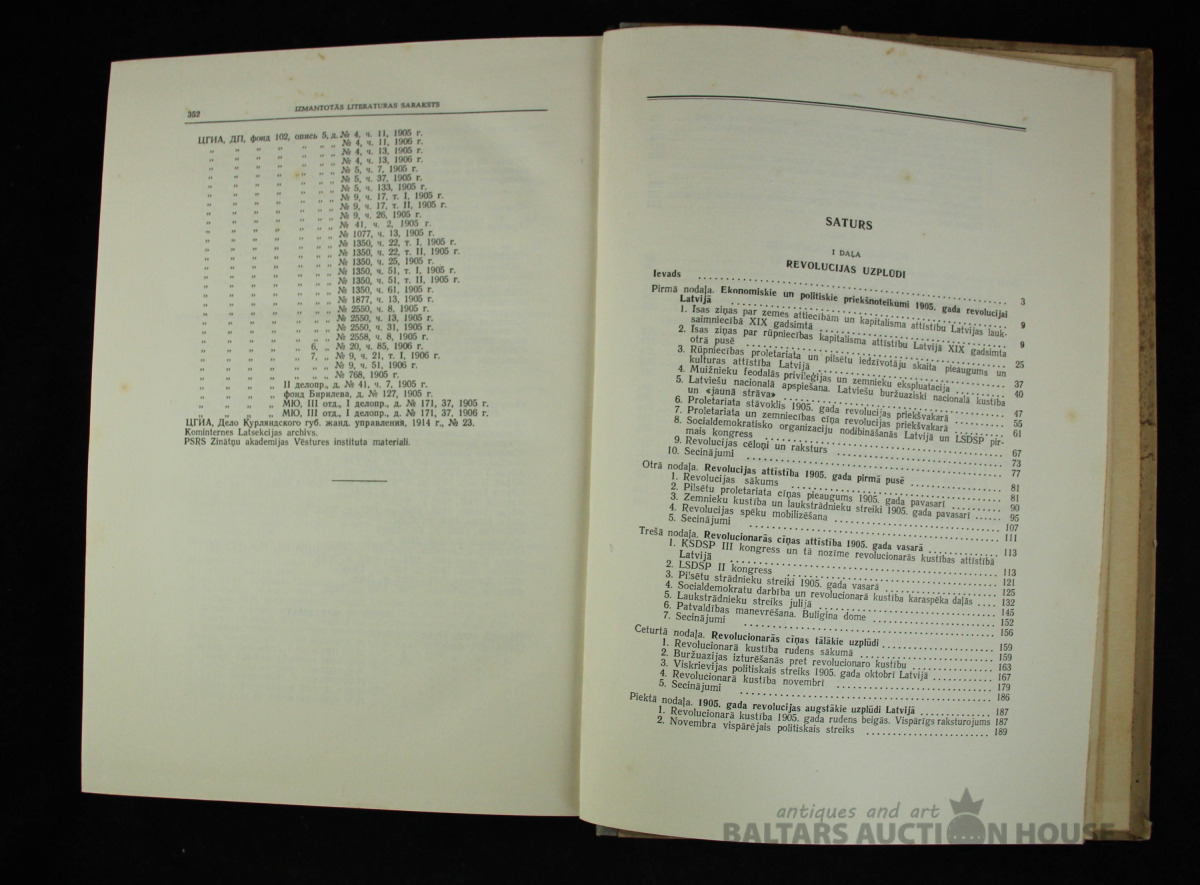 352
IZMANTOTĀS LITERATURAS SARAKSTS
ЦГИА, ДП, фонд 102, опись 5, д. № 4, ч. 11, 1905 г.
„ „ „ „ „ „ „ № 4, ч. 11, 1906 г.
„ „ „ „ „ „ „ № 4, ч. 13, 1905 г.
„ „ „ „ „ „ „ № 4, ч. 13, 1906 г.
„ „ „ „ „ „ „ № 5, ч. 7, 1905 г.
„ „ „ „ „ „ „ № 5, ч. 37, 1905 г.
„ „ „ „ „ „ „ № 5, ч. 133, 1905 г.
„ „ „ „ „ „ „ № 9, ч. 17, т. I, 1905 г.
„ „ „ „ „ „ „ № 9, ч. 17, т. II, 1905 г.
„ „ „ „ „ „ „ № 9, ч. 26, 1905 г.
„ „ „ „ „ „ „ № 41, ч. 2, 1905 г.
„ „ „ „ „ „ „ № 1077, ч. 13, 1905 г.
„ „ „ „ „ „ „ № 1350, ч. 22, т. I, 1905 г.
„ „ „ „ „ „ „ № 1350, ч. 22, т. II, 1905 г.
„ „ „ „ „ „ „ № 1350, ч. 25, 1905 г.
„ „ „ „ „ „ „ № 1350, ч. 51, т. I, 1905 г.
„ „ „ „ „ „ „ № 1350, ч. 51, т. II, 1905 г.
„ „ „ „ „ „ „ № 1350, ч. 61, 1905 г.
„ „ „ „ „ „ „ № 1877, ч. 13, 1905 г.
„ „ „ „ „ „ „ № 2550, ч. 8, 1905 г.
„ „ „ „ „ „ „ № 2550, ч. 13, 1905 г.
„ „ „ „ „ „ „ № 2550, ч. 31, 1905 г.
„ „ „ „ „ „ „ № 2558, ч. 8, 1905 г.
„ „ „ „ „ 6, „ № 20, ч. 85, 1906 г.
„ „ „ „ „ 7, „ № 9, ч. 21, т. I, 1906 г.
„ „ „ „ „ „ „ № 9, ч. 51, 1906 г.
„ „ „ „ „ „ „ № 768, 1905 г.
„ „ „ „ II делопр., д. № 41, ч. 7, 1905 г.
„ „ „ „ фонд Бирилева, д. № 127, 1905 г.
„ „ „ „ МЮ, III отд., I делопр., д. № 171, 37, 1905 г.
„ „ „ „ МЮ, III отд., I делопр., д. № 171, 37, 1906 г.
ЦГИА, Дело Курляндского губ. жанд. управления, 1914 г., № 23.
Kominternes Latsekcijas archivs.
PSRS Zinātņu akademijas Vēstures instituta materiali.
SATURS
I DAĻA
REVOLUCIJAS UZPLŪDI
Ievads 3
Pirmā nodaļa. Ekonomiskie un politiskie priekšnoteikumi 1905. gada revolucijai
Latvijā 9
1. Īsas ziņas par zemes attiecībām un kapitalisma attīstību Latvijas lauk-
saimniecībā XIX gadsimtā 9
2. Īsas ziņas par rūpniecības kapitalisma attīstību Latvijā XIX gadsimta
otrā pusē 25
3. Rūpniecības proletariata un pilsētu iedzīvotāju skaita pieaugums un
kulturas attīstība Latvijā 37
4. Muižnieku feodalās privileģijas un zemnieku ekspluatacija 40
5. Latviešu nacionalā apspiešana. Latviešu buržuaziski nacionalā kustība
un «jaunā strāva» 47
6. Proletariata stāvoklis 1905. gada revolucijas priekšvakarā 55
7. Proletariata un zemniecības cīņa revolucijas priekšvakarā 61
8. Socialdemokratisko organizaciju nodibināšanās Latvijā un LSDSP pir-
mais kongress 67
9. Revolucijas cēloņi un raksturs 73
10. Secinājumi 77
Otrā nodaļa. Revolucijas attīstība 1905. gada pirmā pusē 81
1. Revolucijas sākums 81
2. Pilsētu proletariata cīņas pieaugums 1905. gada pavasarī 90
3. Zemnieku kustība un laukstrādnieku streiki 1905. gada pavasarī 95
4. Revolucijas spēku mobilizēšana 107
5. Secinājumi 111
Trešā nodaļa. Revolucionarās cīņas attīstība 1905. gada vasarā 113
1. KSDSP III kongress un tā nozīme revolucionarās kustības attīstībā
Latvijā 113
2. LSDSP II kongress 121
3. Pilsētu strādnieku streiki 1905. gada vasarā 125
4. Socialdemokratu darbība un revolucionarā kustība karaspēka daļās 132
5. Laukstrādnieku streiks julijā 145
6. Patvaldības manevrēšana. Buligina dome 152
7. Secinājumi 156
Ceturtā nodaļa. Revolucionarās cīņas tālākie uzplūdi 159
1. Revolucionarā kustība rudens sākumā 159
2. Buržuazijas izturēšanās pret revolucionaro kustību 163
3. Viskrievijas politiskais streiks 1905. gada oktobrī Latvijā 167
4. Revolucionarā kustība novembrī 179
5. Secinājumi 186
Piektā nodaļa. 1905. gada revolucijas augstākie uzplūdi Latvijā 187
1. Revolucionarā kustība 1905. gada rudens beigās. Vispārīgs raksturojums 187
2. Novembra vispārējais politiskais streiks 189
antiques and art
BALTARS AUCTION HOUSE